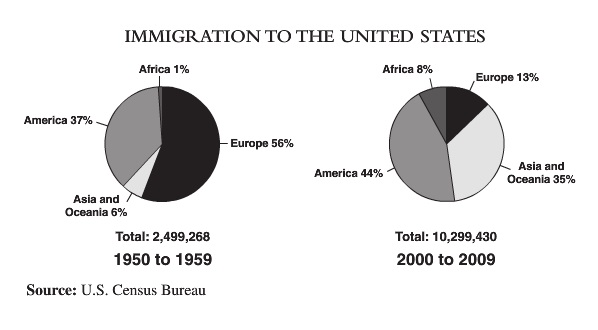 IMMIGRATION TO THE UNITED STATES
Africa 1%
America 37%
Europe 56%
Asia and
Oceania 6%
Total: 2,499,268
1950 to 1959
Africa 8%
Europe 13%
America 44%
Asia and
Oceania 35%
Total: 10,299,430
2000 to 2009
Source: U.S. Census Bureau